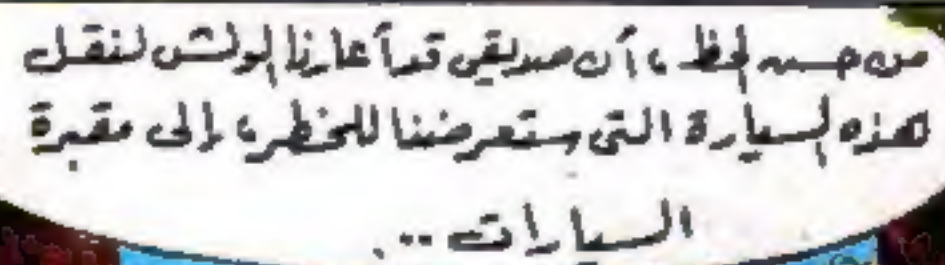 من حسن الحظ ، أن صديقي قد أعارنا الونش لننقل
هذه السيارة التي ستعرضنا للخطر ، إلى مقبرة
السيارات ...